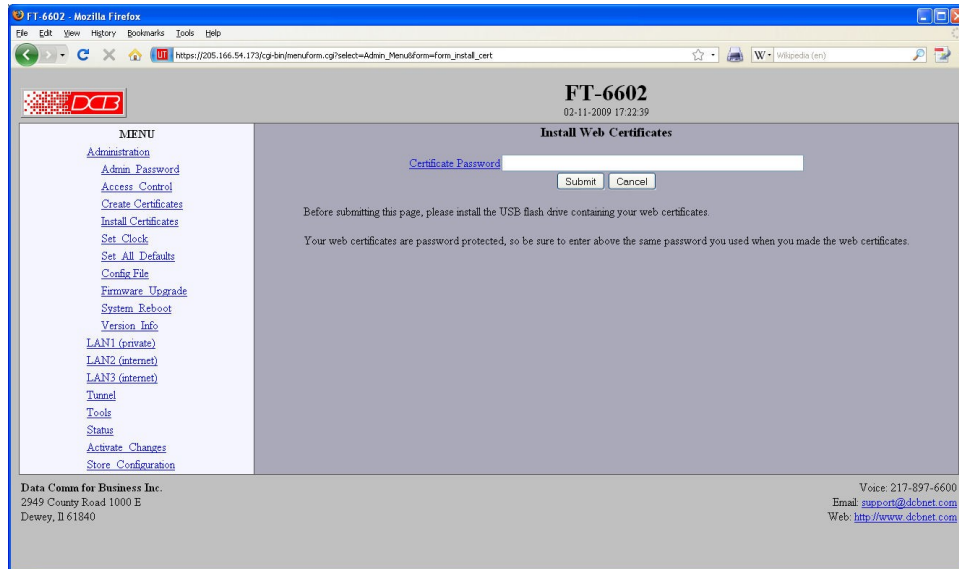 FT-6602 - Mozilla Firefox
File Edit View History Bookmarks Tools Help
https://205.166.54.173/cgi-bin/menuform.cgi?select=Admin_Menu&form=form_install_cert
W Wikipedia (en)
DCB
FT-6602
02-11-2009 17:22:39
MENU
Administration
Admin Password
Access Control
Create Certificates
Install Certificates
Set Clock
Set All Defaults
Config File
Firmware Upgrade
System Reboot
Version Info
LAN1 (private)
LAN2 (internet)
LAN3 (internet)
Tunnel
Tools
Status
Activate Changes
Store Configuration
Install Web Certificates
Certificate Password
Submit Cancel
Before submitting this page, please install the USB flash drive containing your web certificates.
Your web certificates are password protected, so be sure to enter above the same password you used when you made the web certificates.
Data Comm for Business Inc.
2949 County Road 1000 E
Dewey, Il 61840
Voice: 217-897-6600
Email: support@dcbnet.com
Web: http://www.dcbnet.com